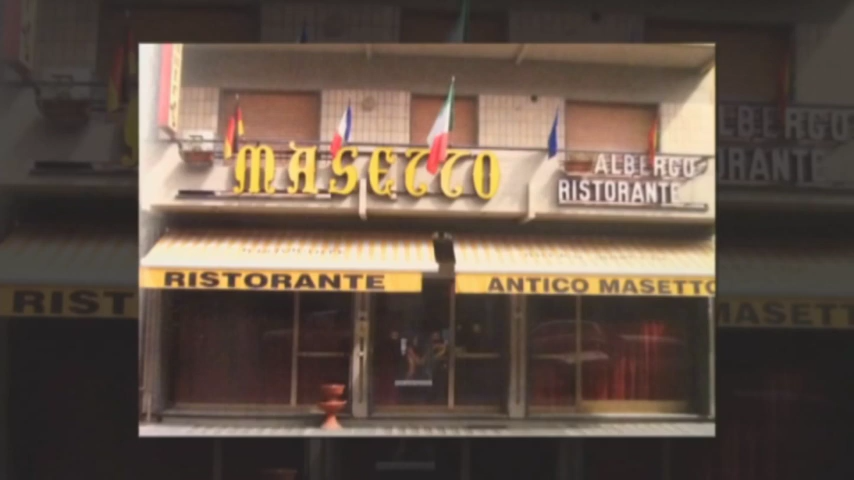 MASETTO
ALBERGO
RISTORANTE
RISTORANTE
ANTICO MASETTO